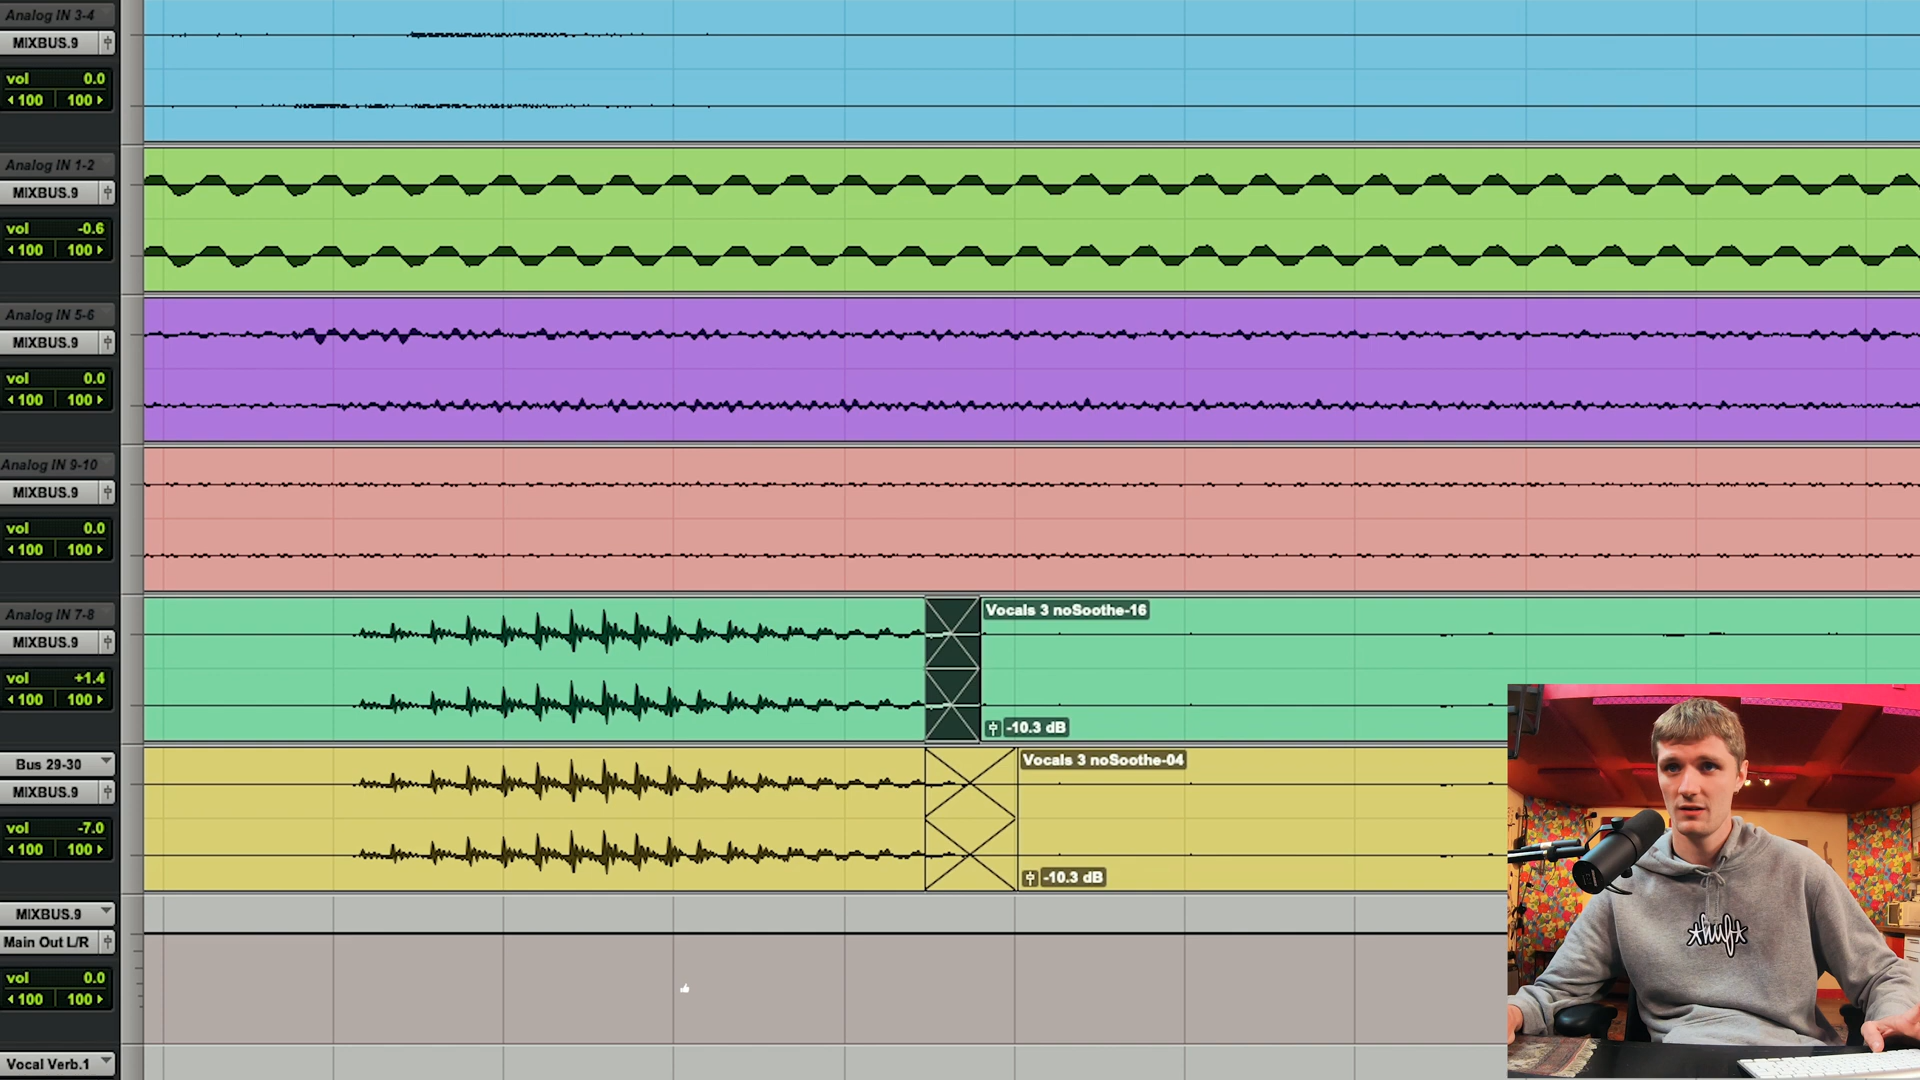 Analog IN 3-4
MIXBUS.9
vol 0.0
100 100
Analog IN 1-2
MIXBUS.9
vol -0.6
100 100
Analog IN 5-6
MIXBUS.9
vol 0.0
100 100
Analog IN 9-10
MIXBUS.9
vol 0.0
100 100
Analog IN 7-8
MIXBUS.9
vol +1.4
100 100
Vocals 3 noSoothe-16
-10.3 dB
Bus 29-30
MIXBUS.9
vol -7.0
100 100
Vocals 3 noSoothe-04
-10.3 dB
MIXBUS.9
Main Out L/R
vol 0.0
100 100
Vocal Verb.1